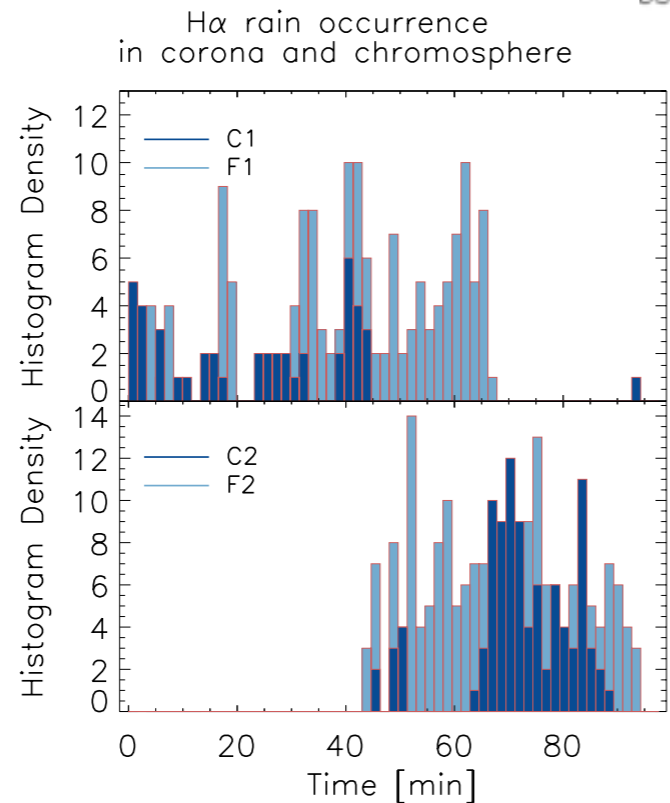 Hα rain occurrence
in corona and chromosphere
Histogram Density
12
10
8
6
4
2
0
C1
F1
Histogram Density
14
12
10
8
6
4
2
0
C2
F2
0 20 40 60 80
Time [min]